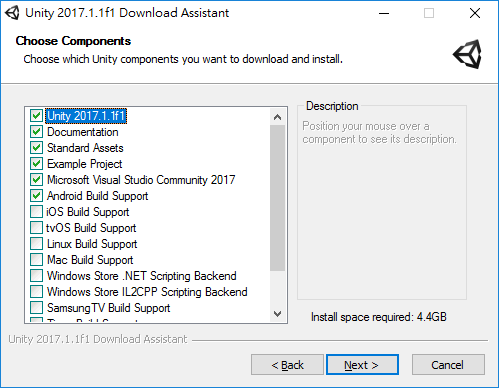 Unity 2017.1.1f1 Download Assistant
Choose Components
Choose which Unity components you want to download and install.
Unity 2017.1.1f1
Documentation
Standard Assets
Example Project
Microsoft Visual Studio Community 2017
Android Build Support
iOS Build Support
tvOS Build Support
Linux Build Support
Mac Build Support
Windows Store .NET Scripting Backend
Windows Store IL2CPP Scripting Backend
SamsungTV Build Support
Description
Position your mouse over a
component to see its description.
Install space required: 4.4GB
Unity 2017.1.1f1 Download Assistant
< Back
Next >
Cancel